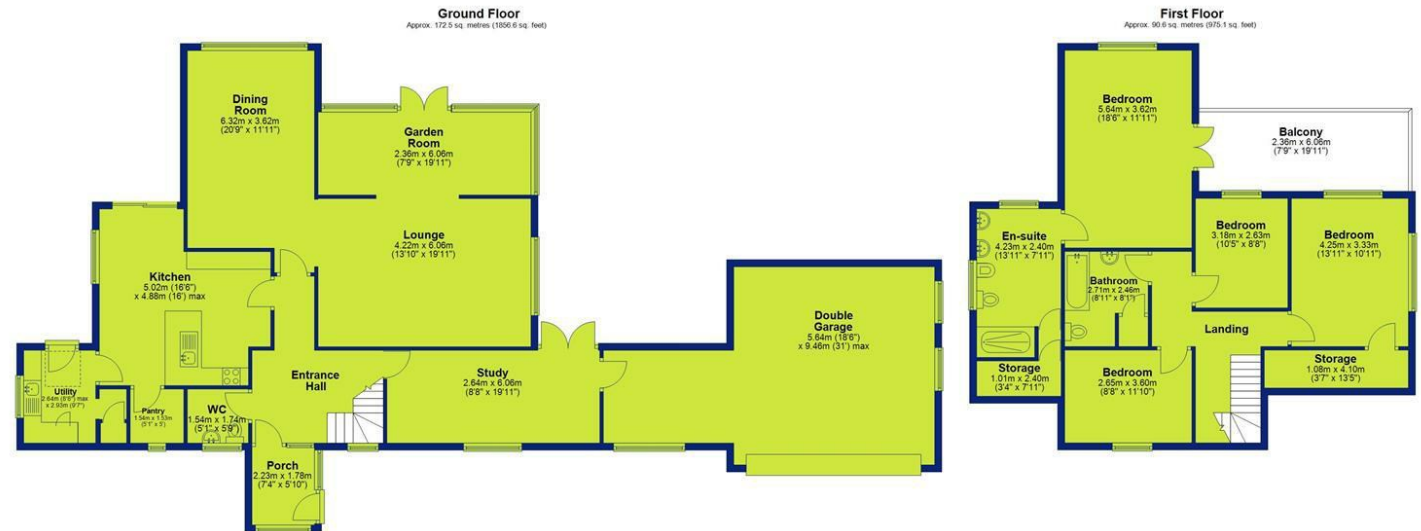 Ground Floor
Approx. 172.5 sq. metres (1856.6 sq. feet)
Dining
Room
6.32m x 3.62m
(20'9" x 11'11")
Garden
Room
2.36m x 6.06m
(7'9" x 19'11")
Lounge
4.22m x 6.06m
(13'10" x 19'11")
Kitchen
5.02m (16'6")
x 4.88m (16') max
Double
Garage
5.64m (18'6")
x 9.46m (31') max
Entrance
Hall
Study
2.64m x 6.06m
(8'8" x 19'11")
Utility
2.64m (8'8") max
x 2.93m (9'7")
Pantry
1.54m x 1.53m
(5'1" x 5')
WC
1.54m x 1.74m
(5'1" x 5'9")
Porch
2.23m x 1.78m
(7'4" x 5'10")
First Floor
Approx. 90.6 sq. metres (975.1 sq. feet)
Bedroom
5.64m x 3.62m
(18'6" x 11'11")
Balcony
2.36m x 6.06m
(7'9" x 19'11")
En-suite
4.23m x 2.40m
(13'11" x 7'11")
Bedroom
3.18m x 2.63m
(10'5" x 8'8")
Bedroom
4.25m x 3.33m
(13'11" x 10'11")
Bathroom
2.71m x 2.46m
(8'11" x 8'1")
Landing
Storage
1.01m x 2.40m
(3'4" x 7'11")
Bedroom
2.65m x 3.60m
(8'8" x 11'10")
Storage
1.08m x 4.10m
(3'7" x 13'5")